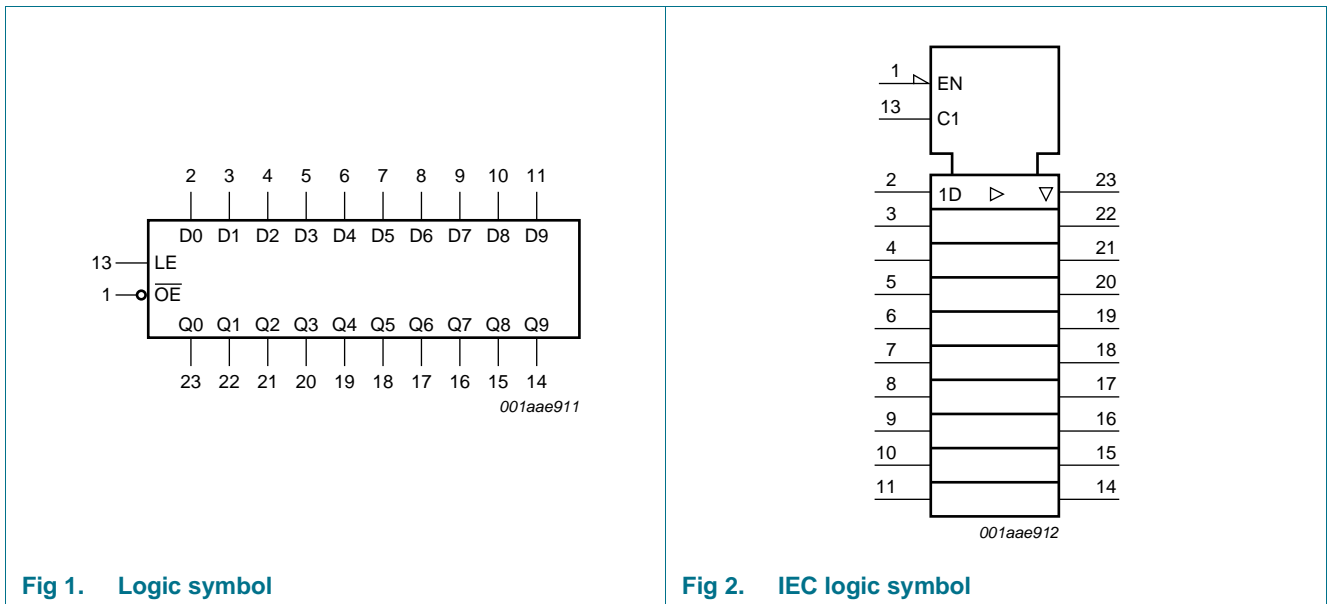 2 3 4 5 6 7 8 9 10 11
D0 D1 D2 D3 D4 D5 D6 D7 D8 D9
13 LE
1 OE
Q0 Q1 Q2 Q3 Q4 Q5 Q6 Q7 Q8 Q9
23 22 21 20 19 18 17 16 15 14
001aae911
Fig 1. Logic symbol
1 EN
13 C1
2 1D 23
3 22
4 21
5 20
6 19
7 18
8 17
9 16
10 15
11 14
001aae912
Fig 2. IEC logic symbol